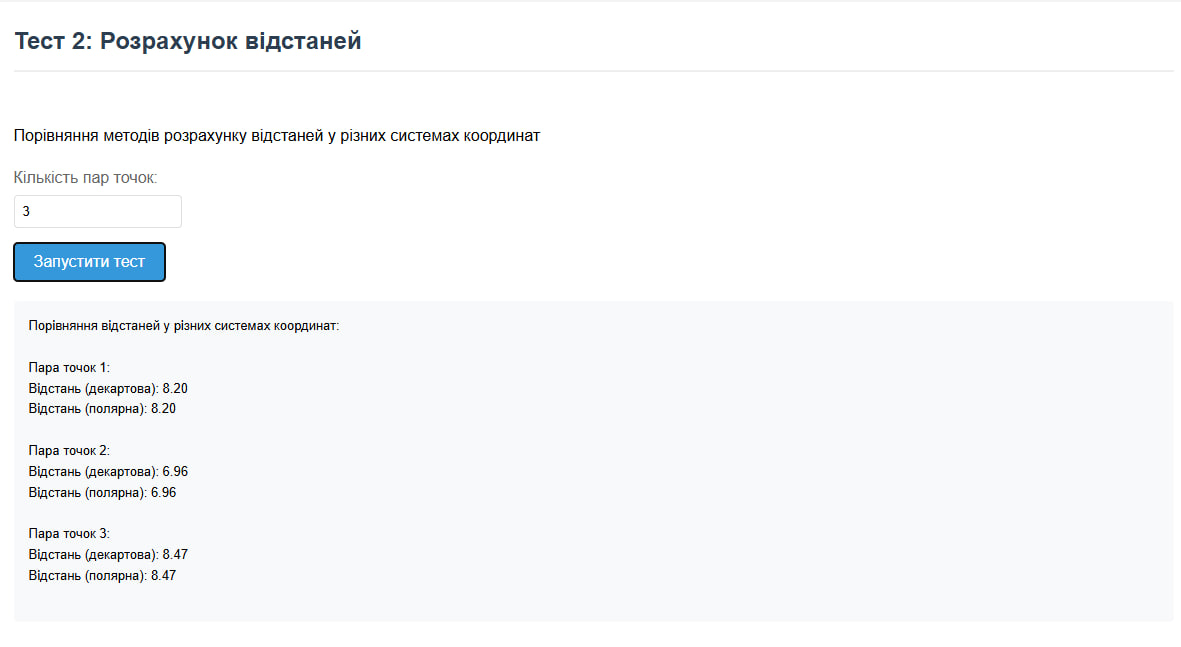 Тест 2: Розрахунок відстаней
Порівняння методів розрахунку відстаней у різних системах координат
Кількість пар точок:
3
Запустити тест
Порівняння відстаней у різних системах координат:
Пара точок 1:
Відстань (декартова): 8.20
Відстань (полярна): 8.20
Пара точок 2:
Відстань (декартова): 6.96
Відстань (полярна): 6.96
Пара точок 3:
Відстань (декартова): 8.47
Відстань (полярна): 8.47